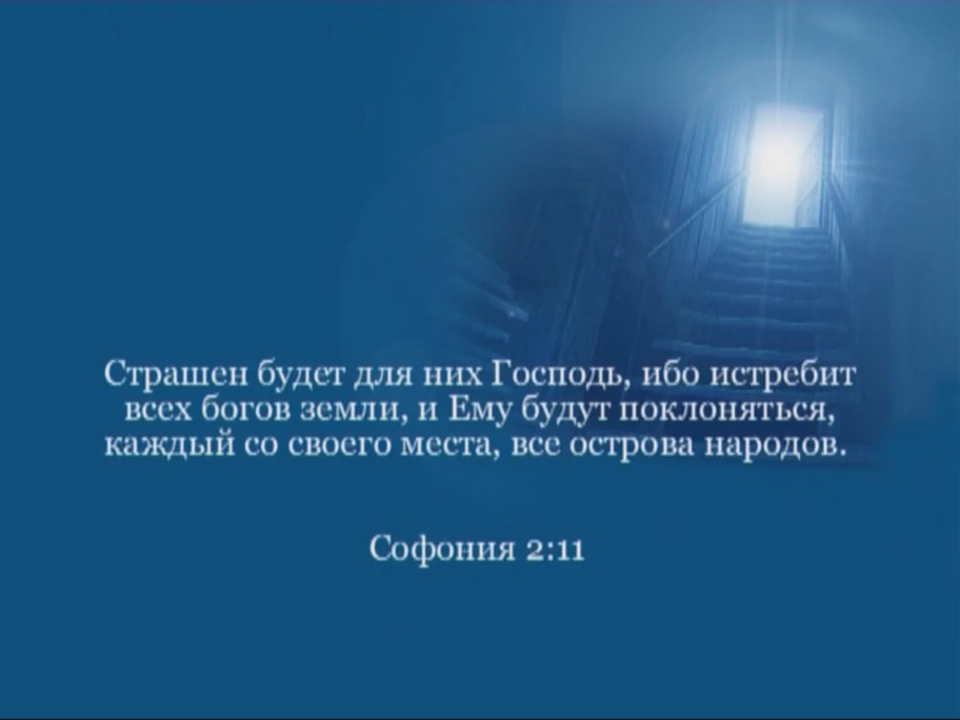 Страшен будет для них Господь, ибо истребит
всех богов земли, и Ему будут поклоняться,
каждый со своего места, все острова народов.
Софония 2:11